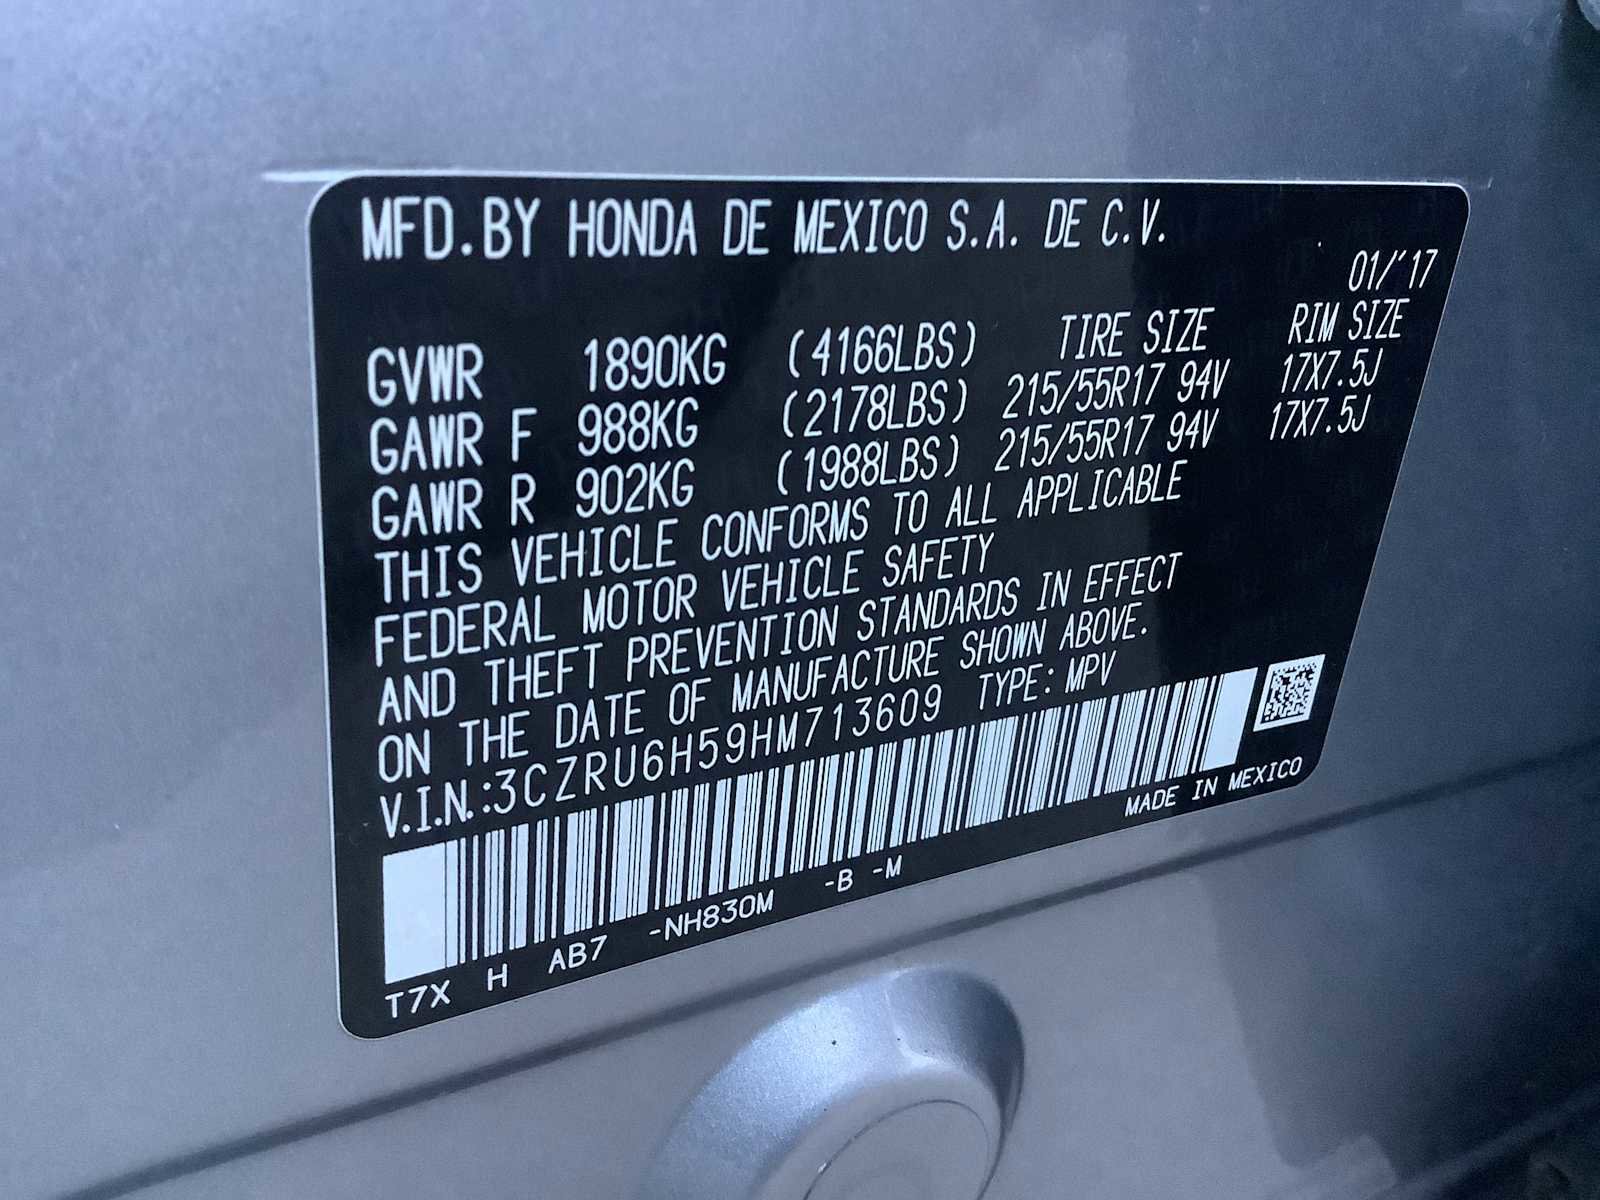 MFD.BY HONDA DE MEXICO S.A. DE C.V.
01/'17
GVWR 1890KG (4166LBS) TIRE SIZE RIM SIZE
GAWR F 988KG (2178LBS) 215/55R17 94V 17X7.5J
GAWR R 902KG (1988LBS) 215/55R17 94V 17X7.5J
THIS VEHICLE CONFORMS TO ALL APPLICABLE
FEDERAL MOTOR VEHICLE SAFETY
AND THEFT PREVENTION STANDARDS IN EFFECT
ON THE DATE OF MANUFACTURE SHOWN ABOVE.
V.I.N.:3CZRU6H59HM713609 TYPE: MPV
MADE IN MEXICO
T7X H AB7 -NH830M -B -M